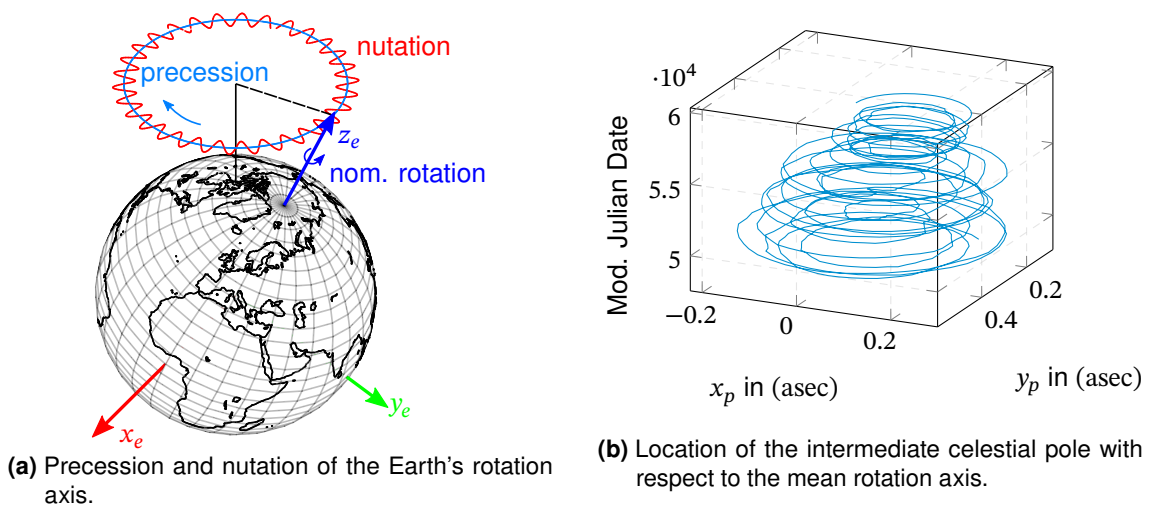 nutation
precession
z_e
nom. rotation
x_e
y_e
(a) Precession and nutation of the Earth's rotation
axis.
·10⁴
6
5.5
5
Mod. Julian Date
−0.2
0
0.2
0.4
0.2
x_p in (asec)
y_p in (asec)
(b) Location of the intermediate celestial pole with
respect to the mean rotation axis.